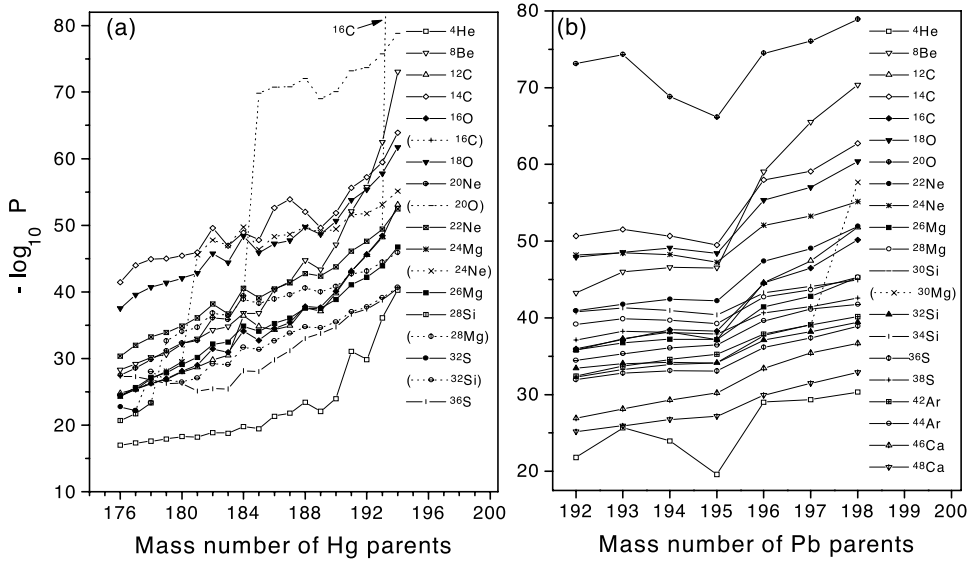 (a)
- log10 P
80
70
60
50
40
30
20
10
176
180
184
188
192
196
200
Mass number of Hg parents
16C
4He
8Be
12C
14C
16O
( 16C)
18O
20Ne
( 20O)
22Ne
24Mg
(24Ne)
26Mg
28Si
(28Mg)
32S
(32Si)
36S
(b)
80
70
60
50
40
30
20
192
193
194
195
196
197
198
199
200
Mass number of Pb parents
4He
8Be
12C
14C
16C
18O
20O
22Ne
24Ne
26Mg
28Mg
30Si
( 30Mg)
32Si
34Si
36S
38S
42Ar
44Ar
46Ca
48Ca